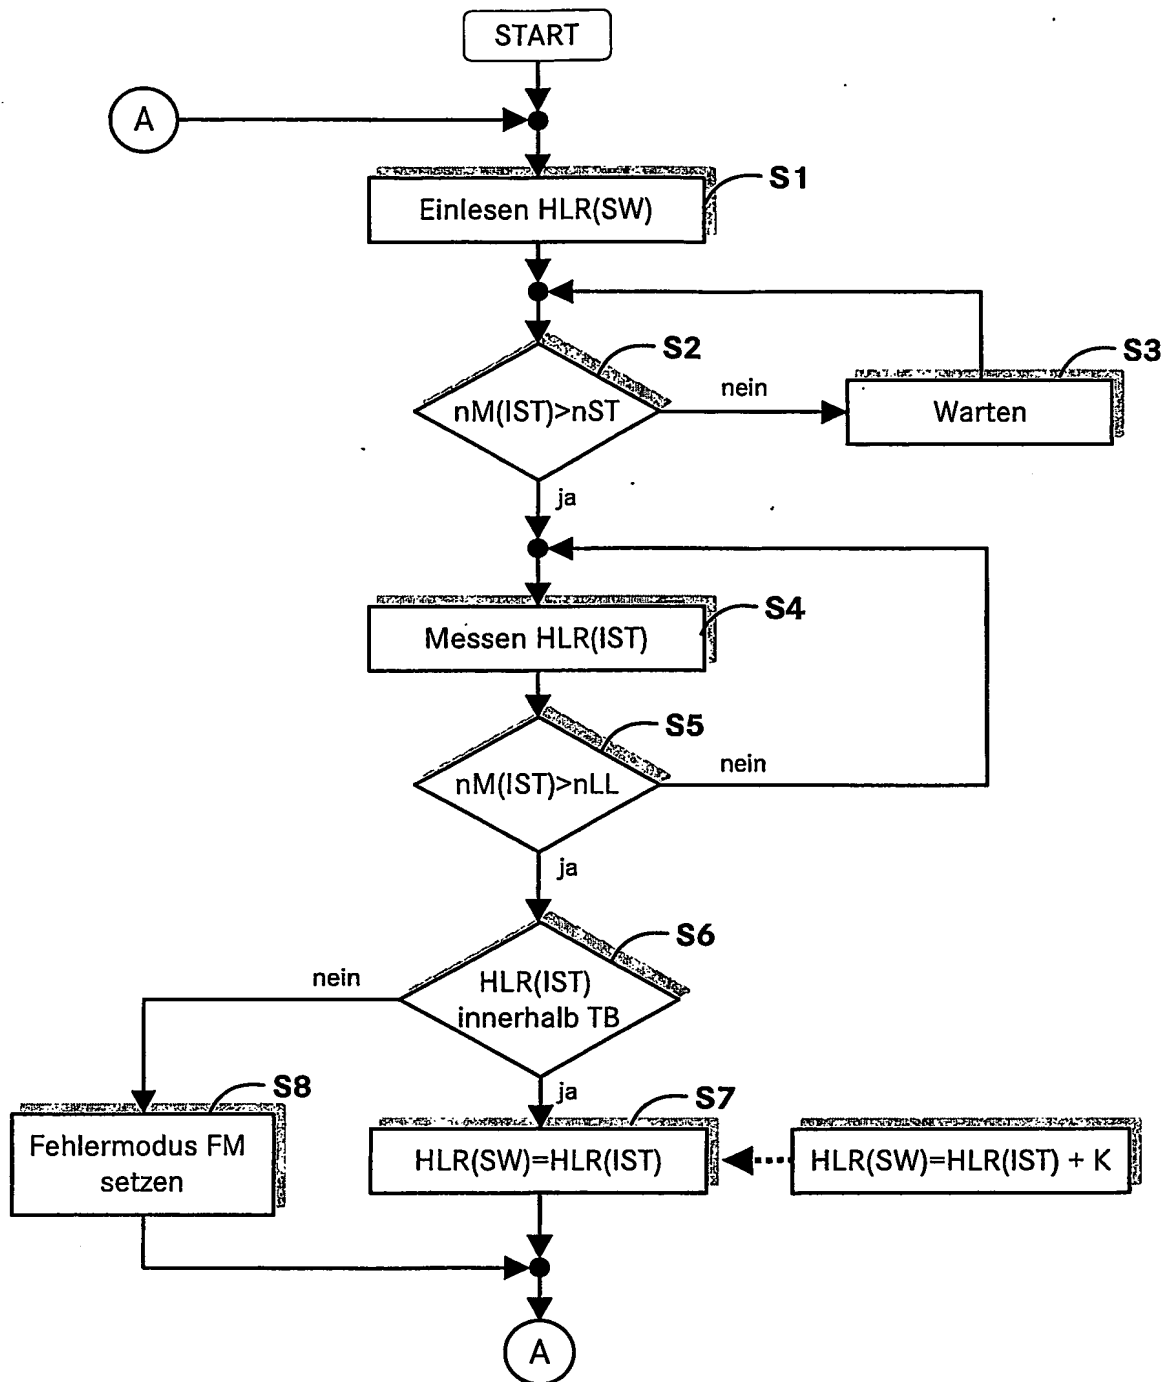 START
A
S1
Einlesen HLR(SW)
S2
S3
nM(IST)>nST
nein
Warten
ja
S4
Messen HLR(IST)
S5
nM(IST)>nLL
nein
ja
S6
nein
HLR(IST)
innerhalb TB
S8
ja
S7
Fehlermodus FM
setzen
HLR(SW)=HLR(IST)
HLR(SW)=HLR(IST) + K
A